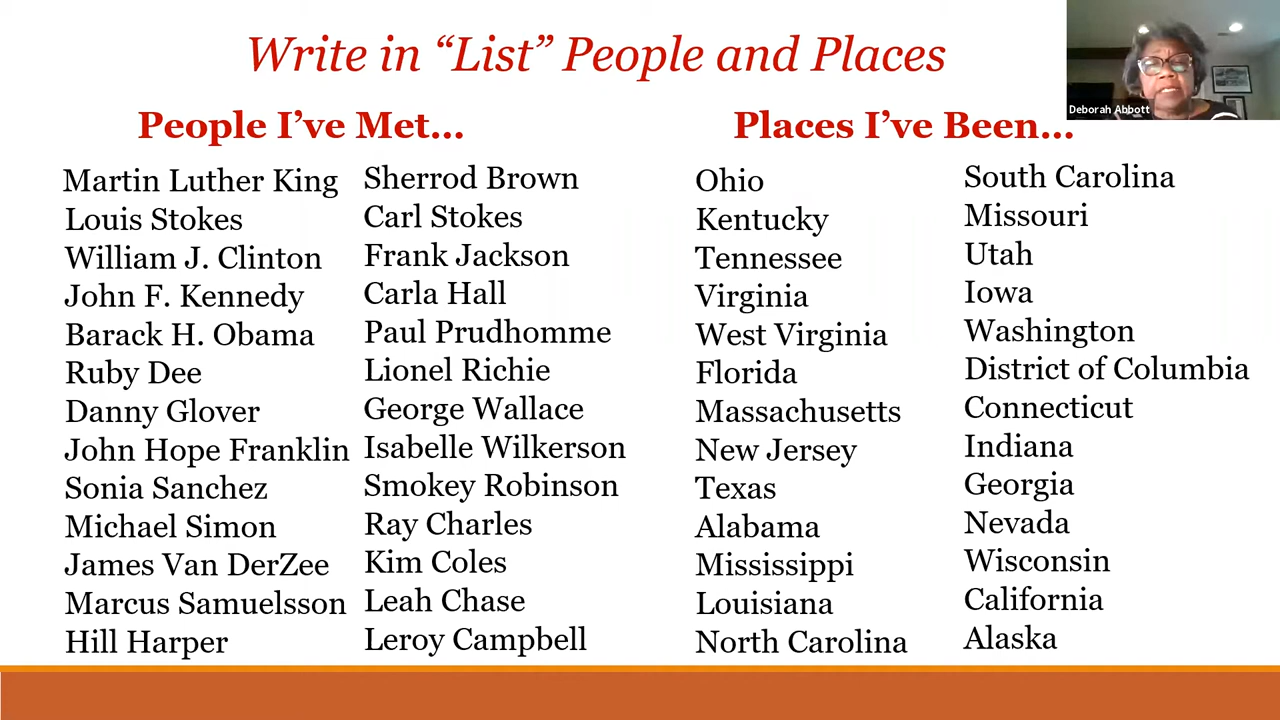 Write in “List” People and Places
Deborah Abbott
People I’ve Met...
Martin Luther King
Louis Stokes
William J. Clinton
John F. Kennedy
Barack H. Obama
Ruby Dee
Danny Glover
John Hope Franklin
Sonia Sanchez
Michael Simon
James Van DerZee
Marcus Samuelsson
Hill Harper
Sherrod Brown
Carl Stokes
Frank Jackson
Carla Hall
Paul Prudhomme
Lionel Richie
George Wallace
Isabelle Wilkerson
Smokey Robinson
Ray Charles
Kim Coles
Leah Chase
Leroy Campbell
Places I’ve Been...
Ohio
Kentucky
Tennessee
Virginia
West Virginia
Florida
Massachusetts
New Jersey
Texas
Alabama
Mississippi
Louisiana
North Carolina
South Carolina
Missouri
Utah
Iowa
Washington
District of Columbia
Connecticut
Indiana
Georgia
Nevada
Wisconsin
California
Alaska